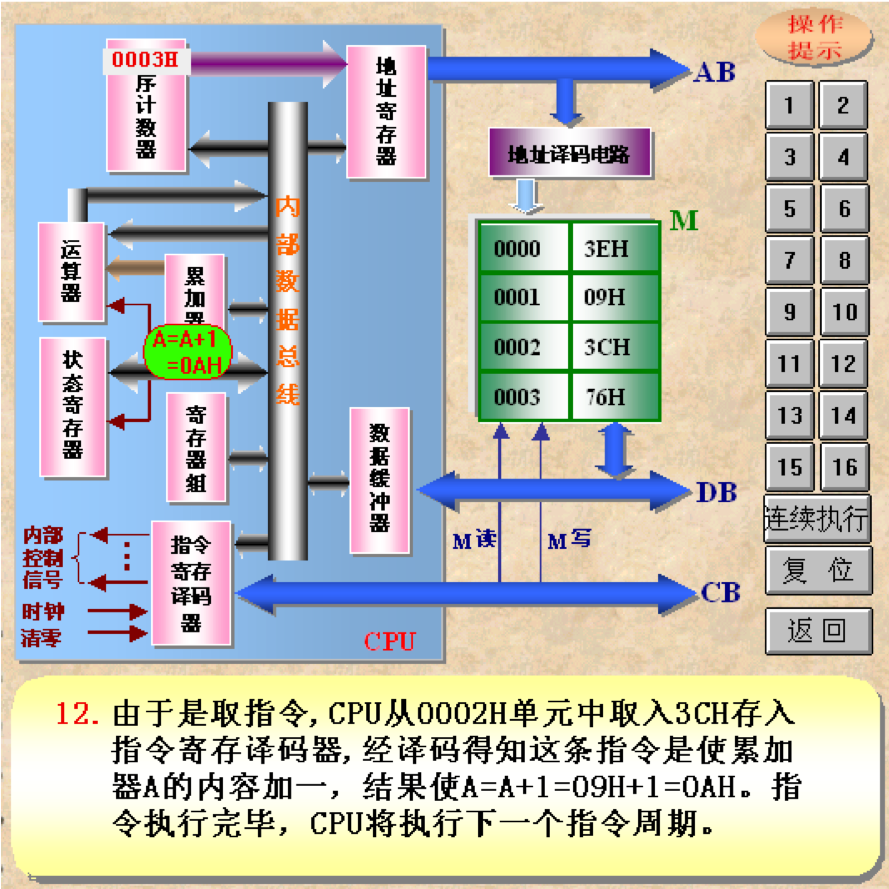 操作
提示
0003H
序计数器
地址寄存器
AB
地址译码电路
M
0000 3EH
0001 09H
0002 3CH
0003 76H
运算器
累加器
A=A+1
=0AH
内部数据总线
状态寄存器
寄存器组
数据缓冲器
DB
M读
M写
内部
控制
信号
指令
寄存
译码
器
时钟
清零
CPU
CB
1 2
3 4
5 6
7 8
9 10
11 12
13 14
15 16
连续执行
复 位
返 回
12. 由于是取指令,CPU从0002H单元中取入3CH存入
指令寄存译码器,经译码得知这条指令是使累加
器A的内容加一，结果使A=A+1=09H+1=0AH。指
令执行完毕，CPU将执行下一个指令周期。